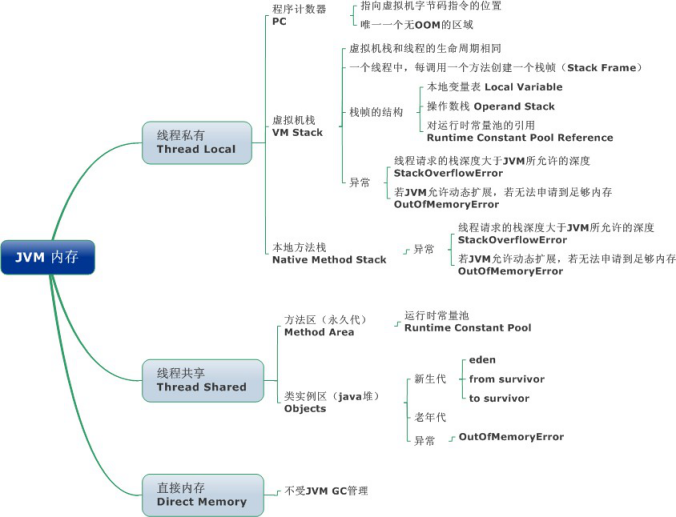 JVM 内存
线程私有
Thread Local
程序计数器
PC
指向虚拟机字节码指令的位置
唯一一个无OOM的区域
虚拟机栈
VM Stack
虚拟机栈和线程的生命周期相同
一个线程中，每调用一个方法创建一个栈帧（Stack Frame）
栈帧的结构
本地变量表 Local Variable
操作数栈 Operand Stack
对运行时常量池的引用
Runtime Constant Pool Reference
异常
线程请求的栈深度大于JVM所允许的深度
StackOverflowError
若JVM允许动态扩展，若无法申请到足够内存
OutOfMemoryError
本地方法栈
Native Method Stack
异常
线程请求的栈深度大于JVM所允许的深度
StackOverflowError
若JVM允许动态扩展，若无法申请到足够内存
OutOfMemoryError
线程共享
Thread Shared
方法区（永久代）
Method Area
运行时常量池
Runtime Constant Pool
类实例区（java堆）
Objects
新生代
eden
from survivor
to survivor
老年代
异常
OutOfMemoryError
直接内存
Direct Memory
不受JVM GC管理